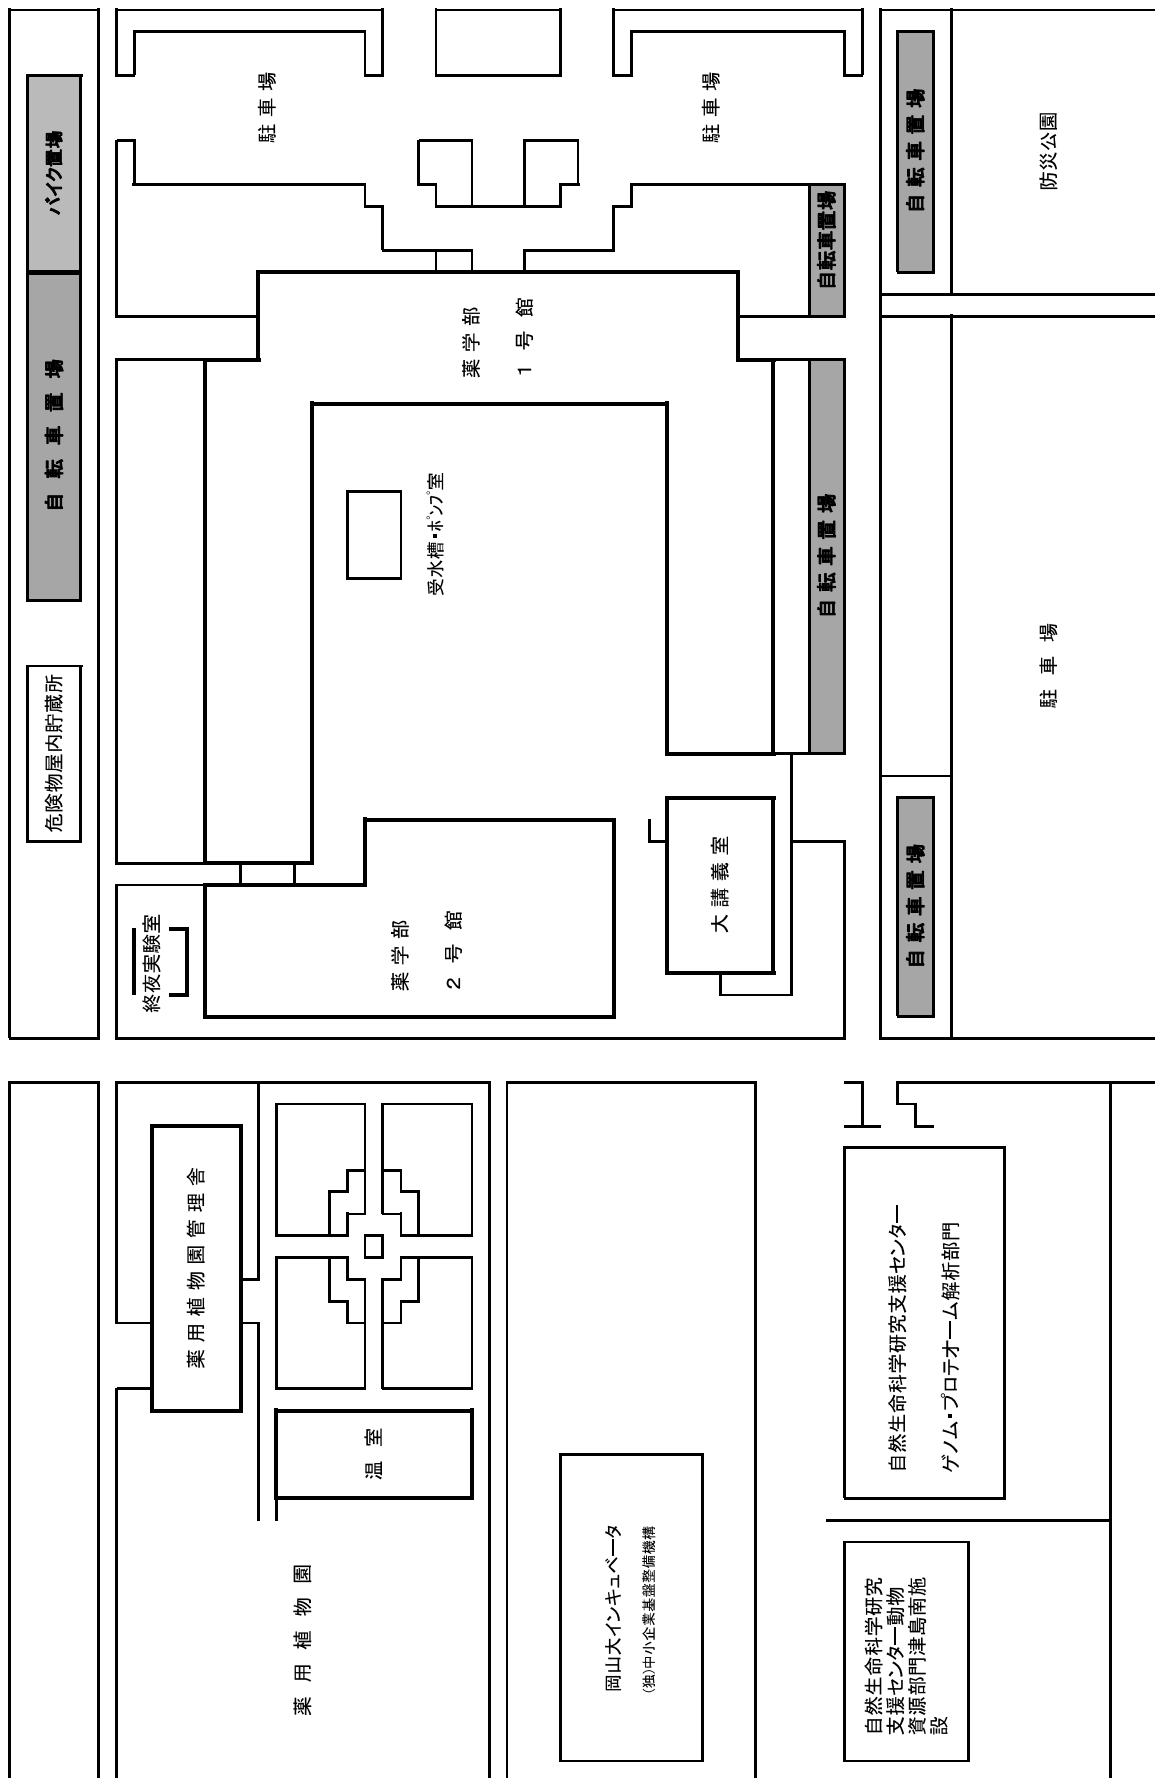 バイク置場
自転車置場
危険物屋内貯蔵所
駐車場
駐車場
自転車置場
自転車置場
防災公園
薬学部
1号館
受水槽・ポンプ室
自転車置場
駐車場
終夜実験室
薬学部
2号館
大講義室
自転車置場
薬用植物園管理舎
温室
薬用植物園
岡山大インキュベータ
(独)中小企業基盤整備機構
自然生命科学研究支援センター
ゲノム・プロテオーム解析部門
自然生命科学研究
支援センター動物
資源部門津島南施
設